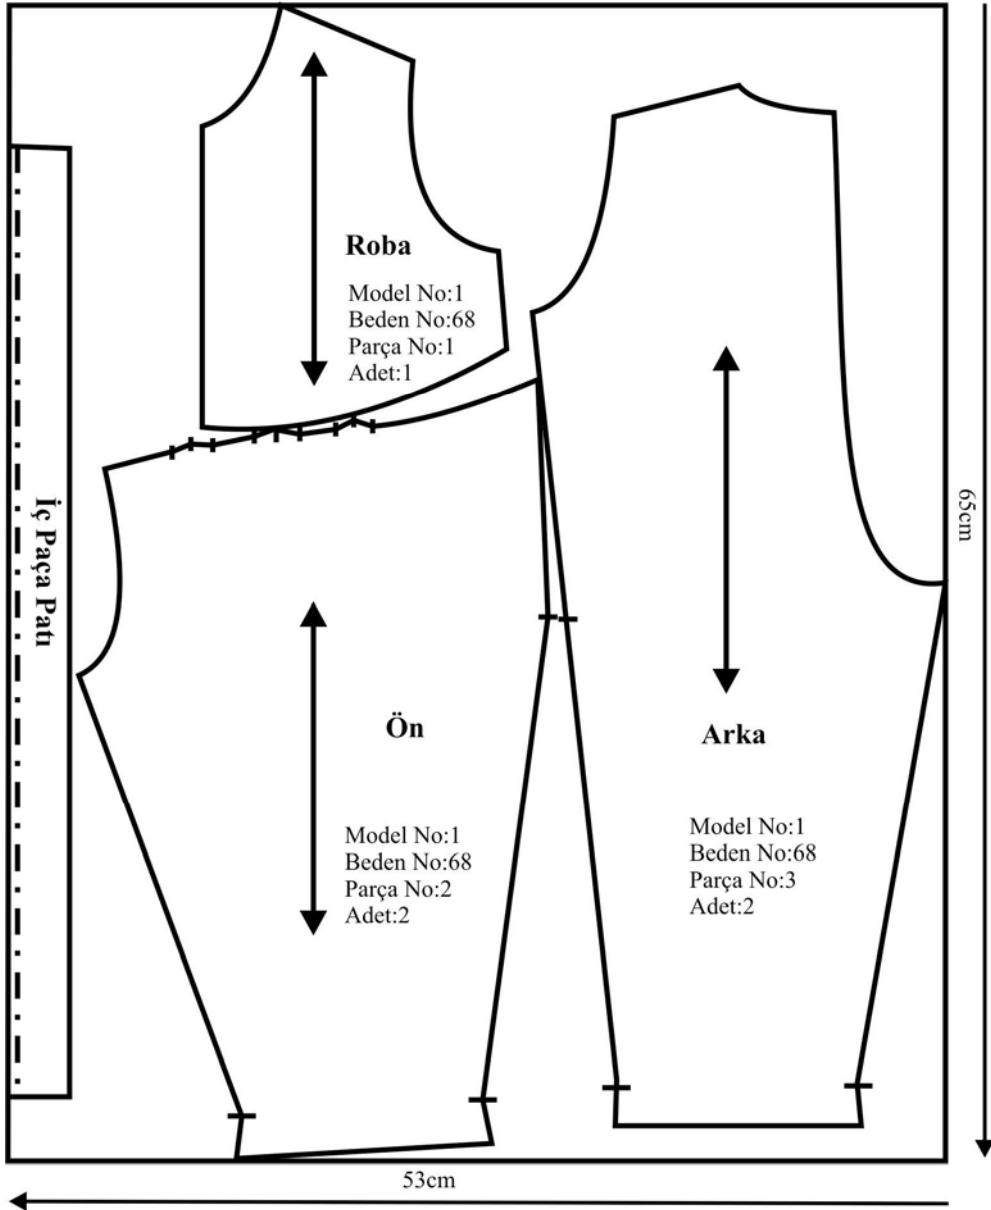 Roba
Model No:1
Beden No:68
Parça No:1
Adet:1
İç Paça Patı
65cm
Ön
Model No:1
Beden No:68
Parça No:2
Adet:2
Arka
Model No:1
Beden No:68
Parça No:3
Adet:2
53cm